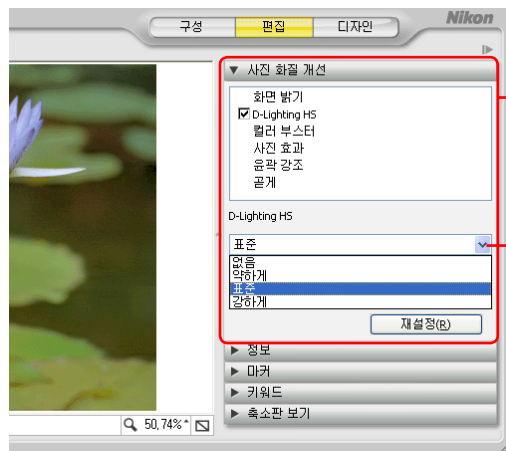 구성 편집 디자인 Nikon
사진 화질 개선
화면 밝기
D-Lighting HS
컬러 부스터
사진 효과
윤곽 강조
곧게
D-Lighting HS
표준
없음
약하게
표준
강하게
재설정(R)
정보
마커
키워드
축소판 보기
50,74%